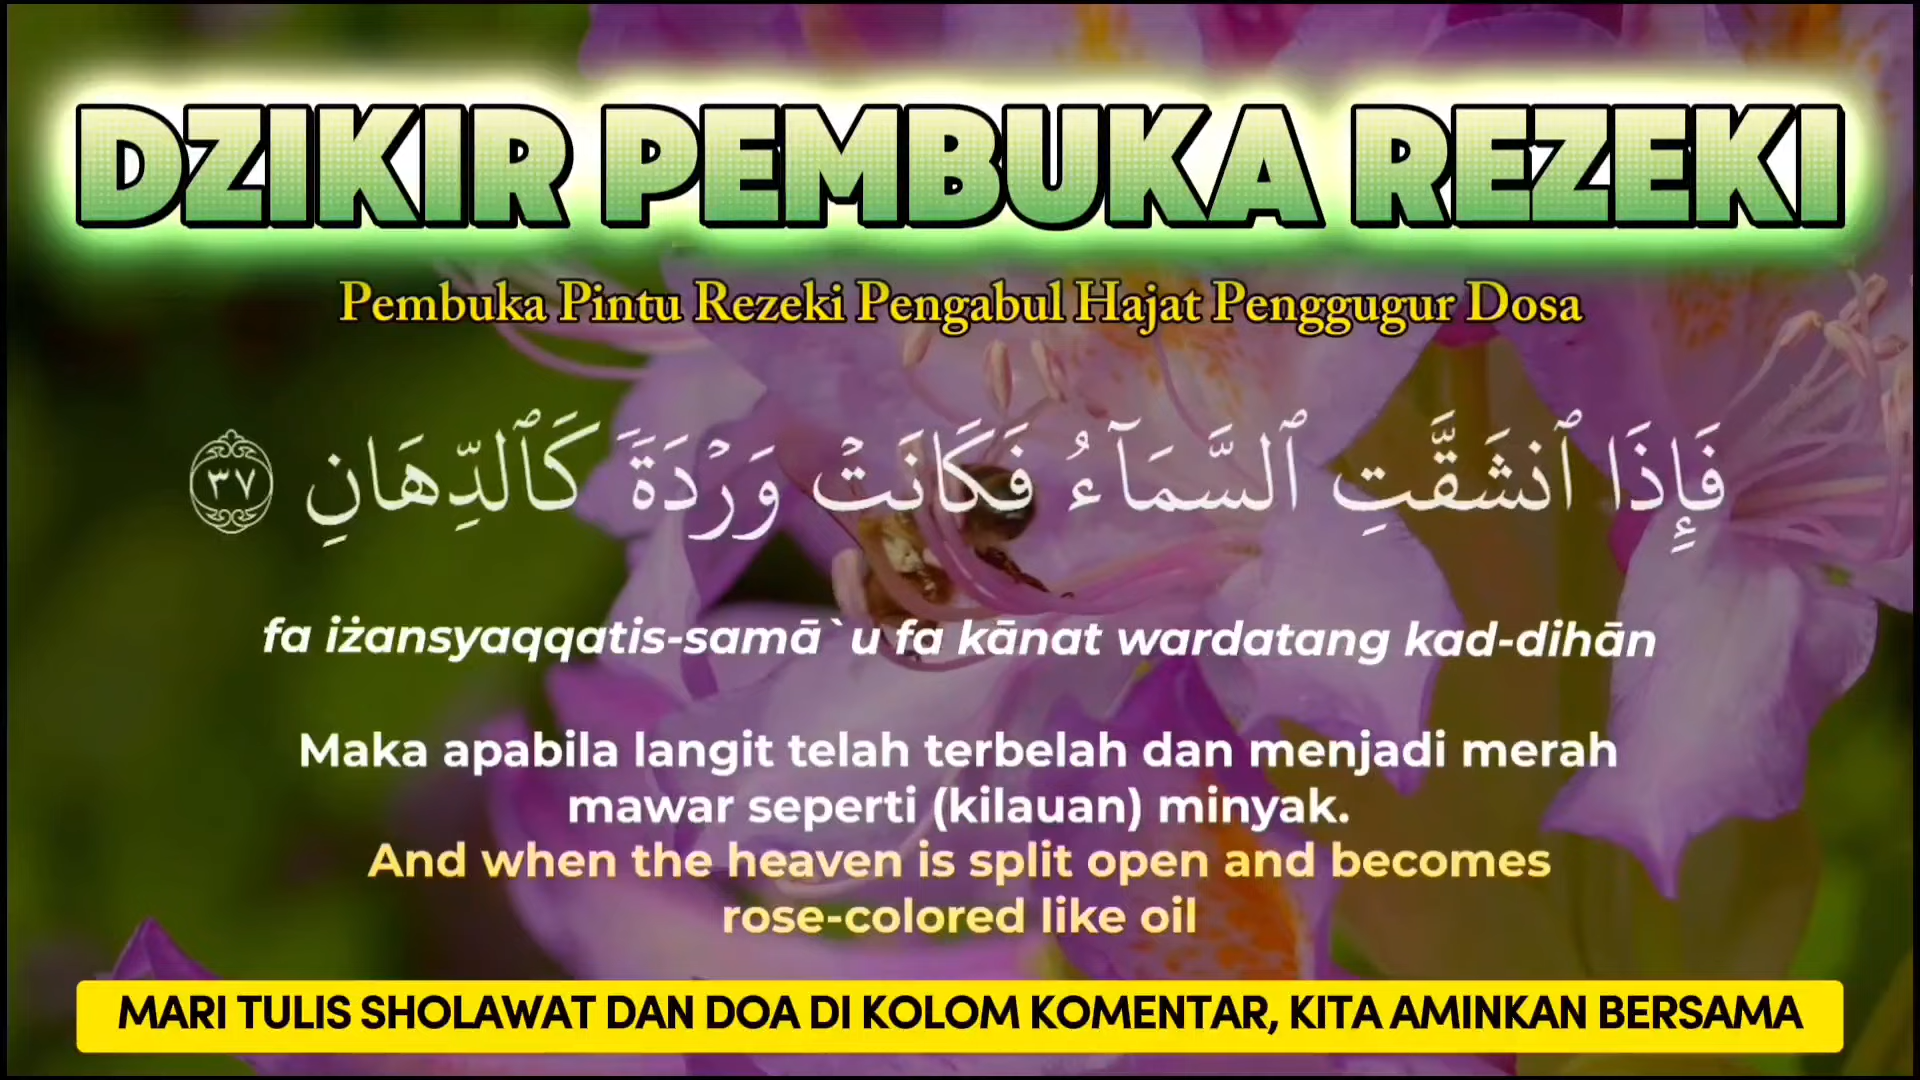 DZIKIR PEMBUKA REZEKI
Pembuka Pintu Rezeki Pengabul Hajat Penggugur Dosa
فَإِذَا ٱنشَقَّتِ ٱلسَّمَآءُ فَكَانَتْ وَرْدَةً كَٱلدِّهَانِ ٣٧
fa iżansyaqqatis-samā`u fa kānat wardatang kad-dihān
Maka apabila langit telah terbelah dan menjadi merah
mawar seperti (kilauan) minyak.
And when the heaven is split open and becomes
rose-colored like oil
MARI TULIS SHOLAWAT DAN DOA DI KOLOM KOMENTAR, KITA AMINKAN BERSAMA